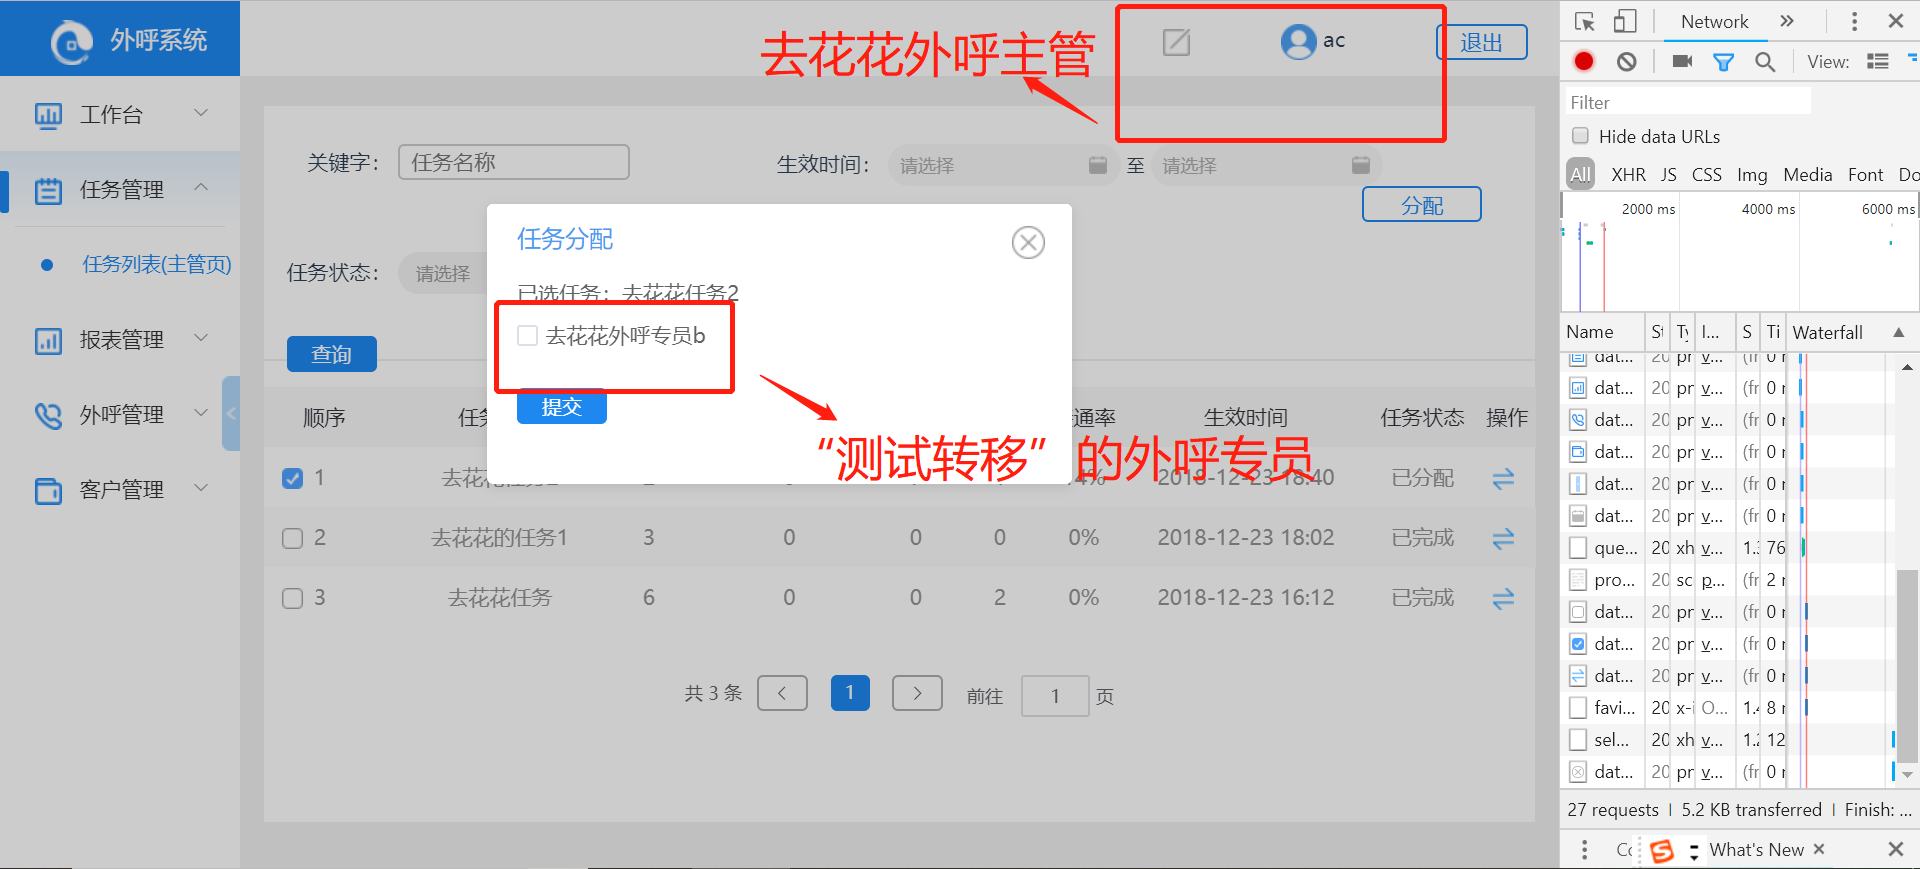 外呼系统
去花花外呼主管
ac
退出
工作台
任务管理
任务列表(主管页)
报表管理
外呼管理
客户管理
关键字：
任务名称
生效时间：
请选择
至
请选择
分配
任务状态：
请选择
查询
任务分配
已选任务：去花花任务2
去花花外呼专员b
提交
“测试转移”的外呼专员
顺序
任务
通率
生效时间
任务状态
操作
1
4%
2018-12-23 18:40
已分配
2
去花花的任务1
3
0
0
0
0%
2018-12-23 18:02
已完成
3
去花花任务
6
0
0
2
0%
2018-12-23 16:12
已完成
共 3 条
1
前往
1
页
Network
View:
Filter
Hide data URLs
All XHR JS CSS Img Media Font Do
2000 ms
4000 ms
6000 ms
Name
St
Ty
I...
S
Ti
Waterfall
dat... 20 pr v... (fr 0 r
dat... 20 pr v... (fr 0 r
dat... 20 pr v... (fr 0 r
dat... 20 pr v... (fr 0 r
dat... 20 pr v... (fr 0 r
dat... 20 pr v... (fr 0 r
que... 20 xh v... 1.3 76
pro... 20 sc p... (fr 2 r
dat... 20 pr v... (fr 0 r
dat... 20 pr v... (fr 0 r
dat... 20 pr v... (fr 0 r
favi... 20 x-i O... 1.4 8 r
sel... 20 xh v... 1.2 12
dat... 20 pr v... (fr 0 r
27 requests
5.2 KB transferred
Finish: ...
What's New